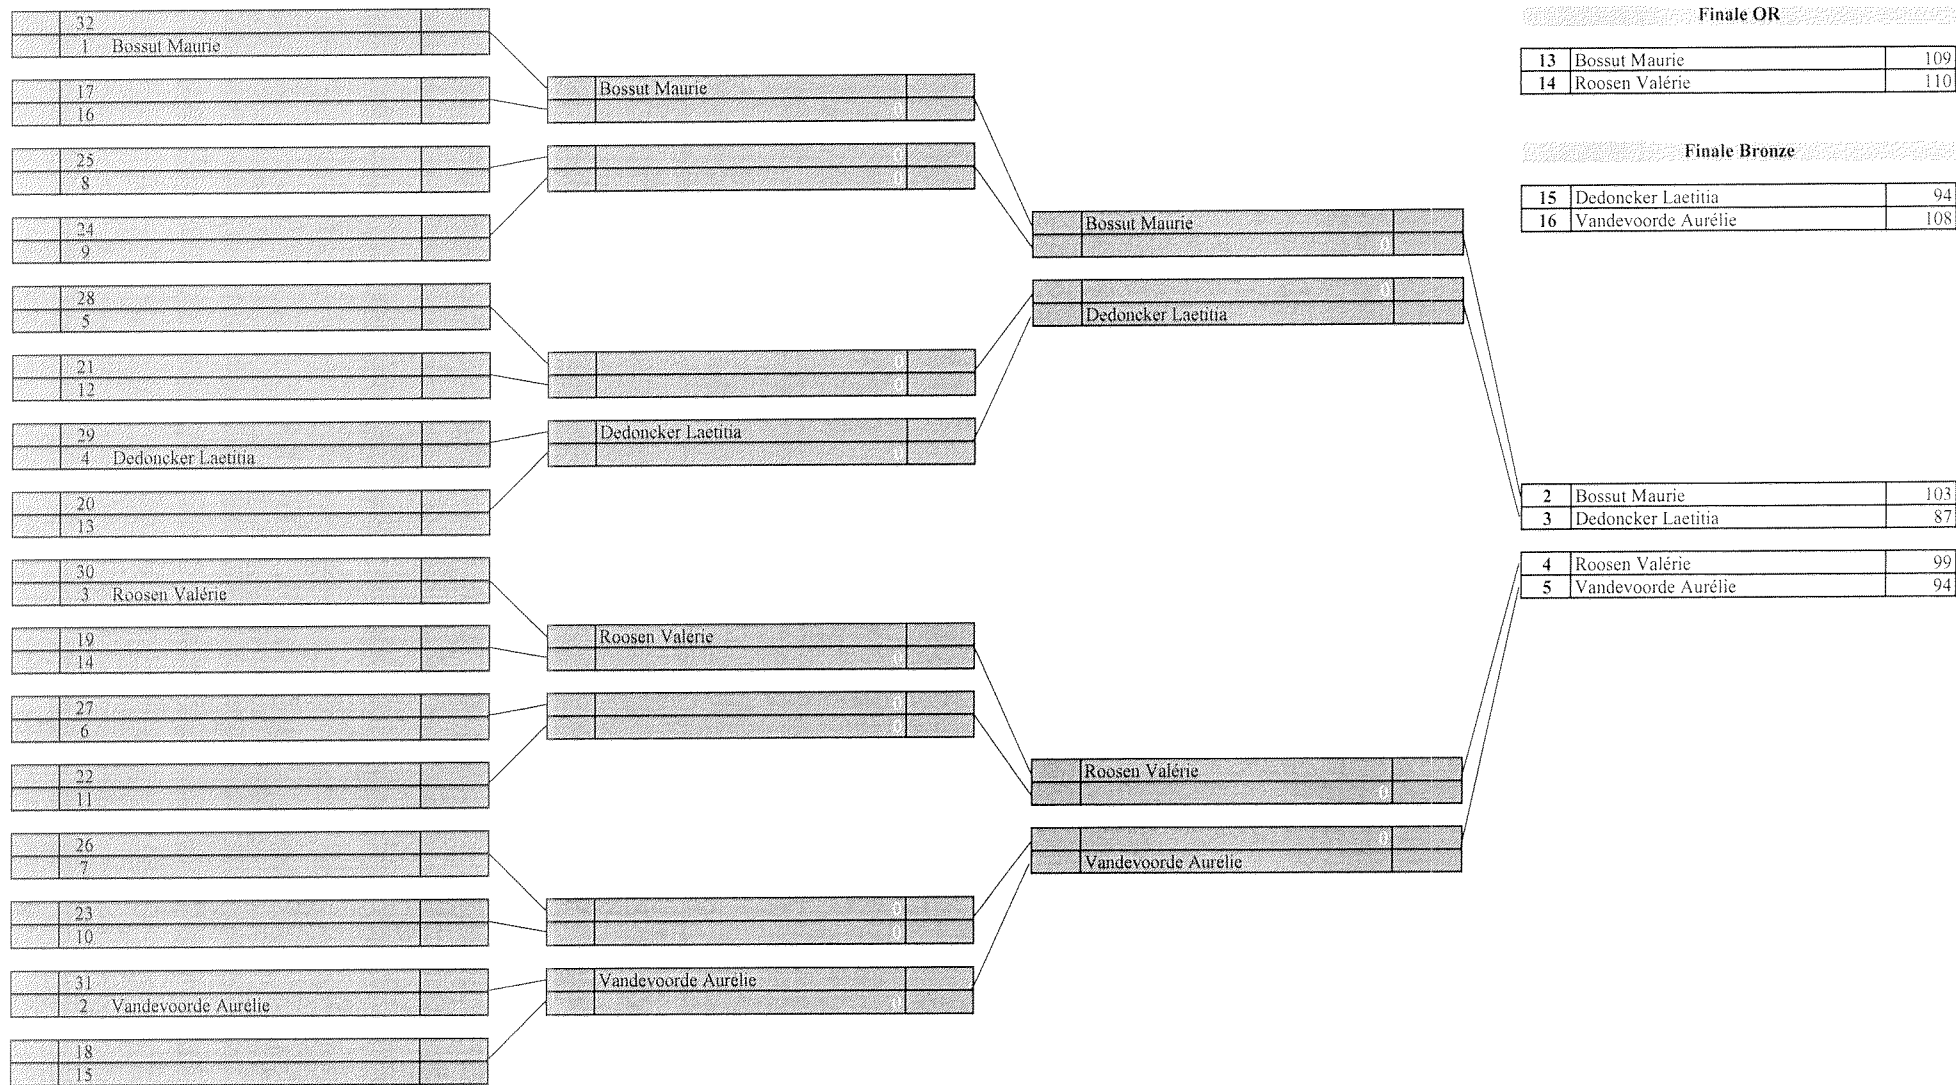 32
1 Bossut Maurie
17
16
25
8
24
9
28
5
21
12
29
4 Dedoncker Laetitia
20
13
30
3 Roosen Valérie
19
14
27
6
22
11
26
7
23
10
31
2 Vandevoorde Aurélie
18
15
Bossut Maurie
0
0
0
0
0
Dedoncker Laetitia
0
Roosen Valérie
0
0
0
0
0
Vandevoorde Aurélie
0
Bossut Maurie
0
0
Dedoncker Laetitia
Roosen Valérie
0
0
Vandevoorde Aurélie
Finale OR
13 Bossut Maurie 109
14 Roosen Valérie 110
Finale Bronze
15 Dedoncker Laetitia 94
16 Vandevoorde Aurélie 108
2 Bossut Maurie 103
3 Dedoncker Laetitia 87
4 Roosen Valérie 99
5 Vandevoorde Aurélie 94